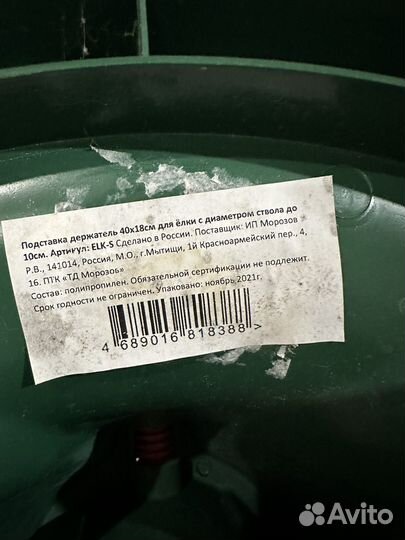 Подставка держатель 40х18см для ёлки с диаметром ствола до
10см. Артикул: ELK-S Сделано в России. Поставщик: ИП Морозов
Р.В., 141014, Россия, М.О., г.Мытищи, 1й Красноармейский пер., 4,
16. ПТК «ТД Морозов»
Состав: полипропилен. Обязательной сертификации не подлежит.
Срок годности не ограничен. Упаковано: ноябрь 2021г.
4 689016 818388 >
Avito